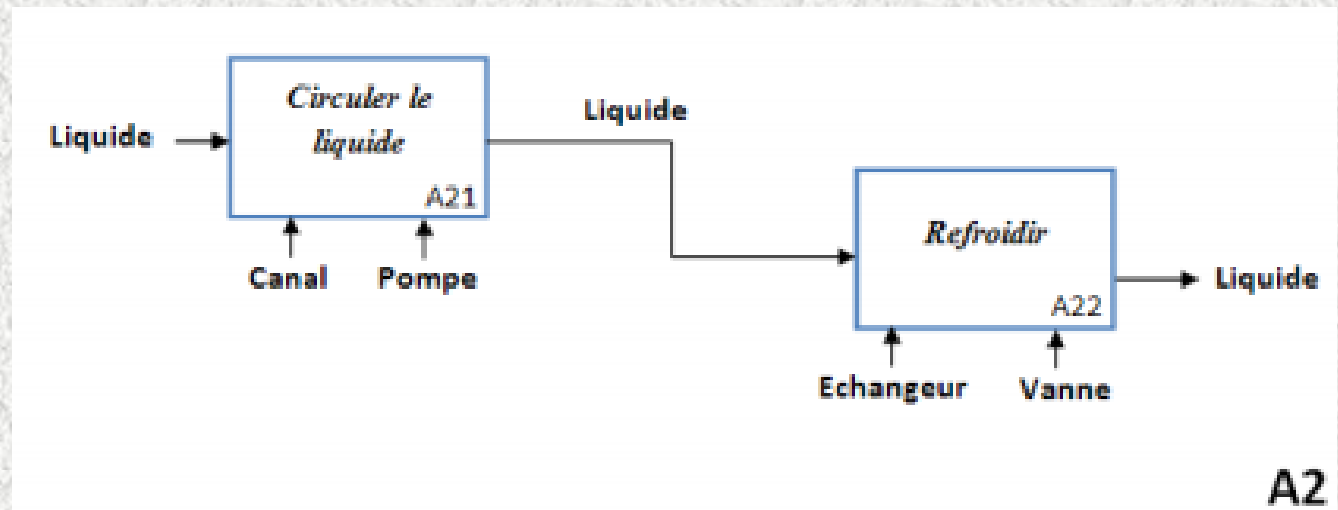 Circuler le
liquide
A21
Liquide
Liquide
Canal
Pompe
Refroidir
A22
Liquide
Echangeur
Vanne
A2